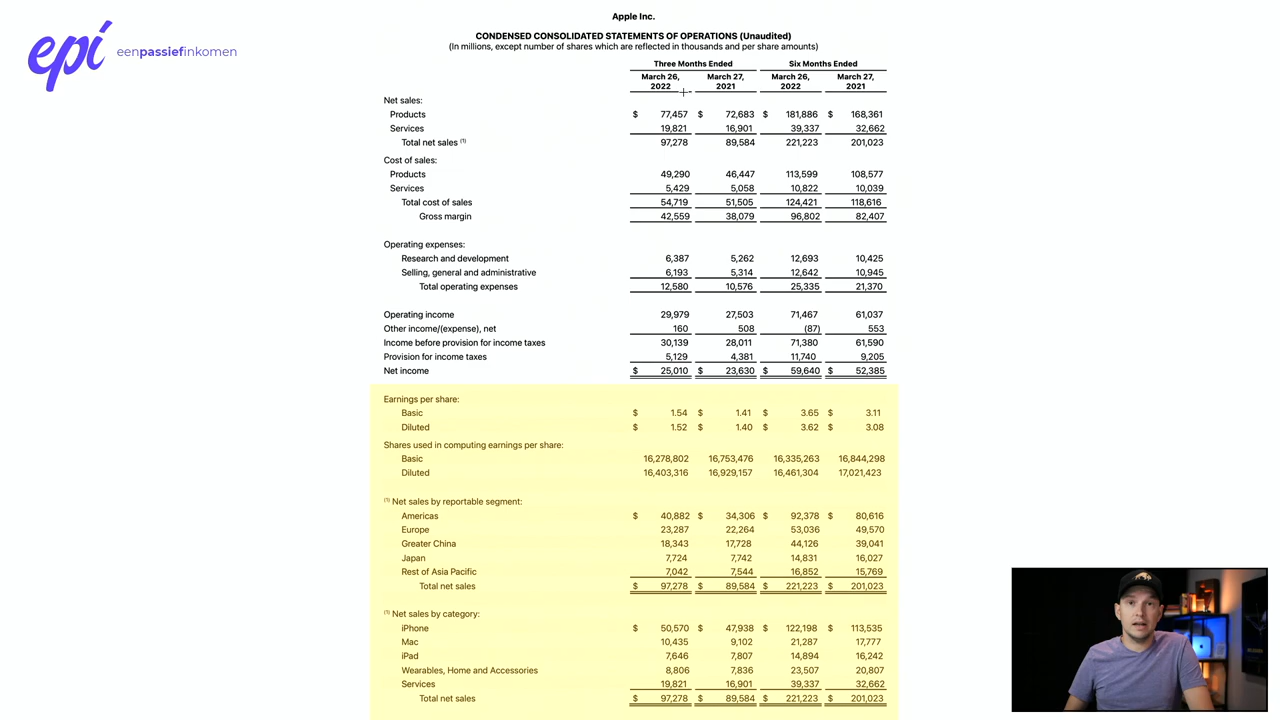 epi eenpassiefinkomen
Apple Inc.
CONDENSED CONSOLIDATED STATEMENTS OF OPERATIONS (Unaudited)
(In millions, except number of shares which are reflected in thousands and per share amounts)
Three Months Ended Six Months Ended
March 26, 2022 March 27, 2021 March 26, 2022 March 27, 2021
Net sales:
Products $ 77,457 $ 72,683 $ 181,886 $ 168,361
Services 19,821 16,901 39,337 32,662
Total net sales (1) 97,278 89,584 221,223 201,023
Cost of sales:
Products 49,290 46,447 113,599 108,577
Services 5,429 5,058 10,822 10,039
Total cost of sales 54,719 51,505 124,421 118,616
Gross margin 42,559 38,079 96,802 82,407
Operating expenses:
Research and development 6,387 5,262 12,693 10,425
Selling, general and administrative 6,193 5,314 12,642 10,945
Total operating expenses 12,580 10,576 25,335 21,370
Operating income 29,979 27,503 71,467 61,037
Other income/(expense), net 160 508 (87) 553
Income before provision for income taxes 30,139 28,011 71,380 61,590
Provision for income taxes 5,129 4,381 11,740 9,205
Net income $ 25,010 $ 23,630 $ 59,640 $ 52,385
Earnings per share:
Basic $ 1.54 $ 1.41 $ 3.65 $ 3.11
Diluted $ 1.52 $ 1.40 $ 3.62 $ 3.08
Shares used in computing earnings per share:
Basic 16,278,802 16,753,476 16,335,263 16,844,298
Diluted 16,403,316 16,929,157 16,461,304 17,021,423
(1) Net sales by reportable segment:
Americas $ 40,882 $ 34,306 $ 92,378 $ 80,616
Europe 23,287 22,264 53,036 49,570
Greater China 18,343 17,728 44,126 39,041
Japan 7,724 7,742 14,831 16,027
Rest of Asia Pacific 7,042 7,544 16,852 15,769
Total net sales $ 97,278 $ 89,584 $ 221,223 $ 201,023
(1) Net sales by category:
iPhone $ 50,570 $ 47,938 $ 122,198 $ 113,535
Mac 10,435 9,102 21,287 17,777
iPad 7,646 7,807 14,894 16,242
Wearables, Home and Accessories 8,806 7,836 23,507 20,807
Services 19,821 16,901 39,337 32,662
Total net sales $ 97,278 $ 89,584 $ 221,223 $ 201,023